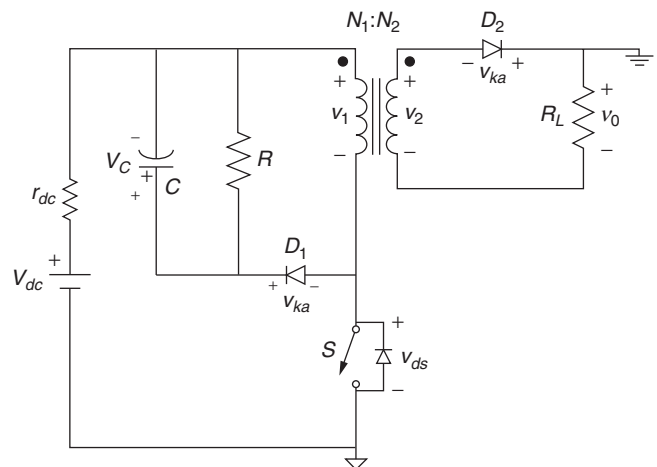 N1:N2
D2
+
+
− vka +
+
−
v1
v2
RL
v0
VC
+
C
R
−
−
−
rdc
+
D1
+
+ −
Vdc
vka
+
S
vds
−